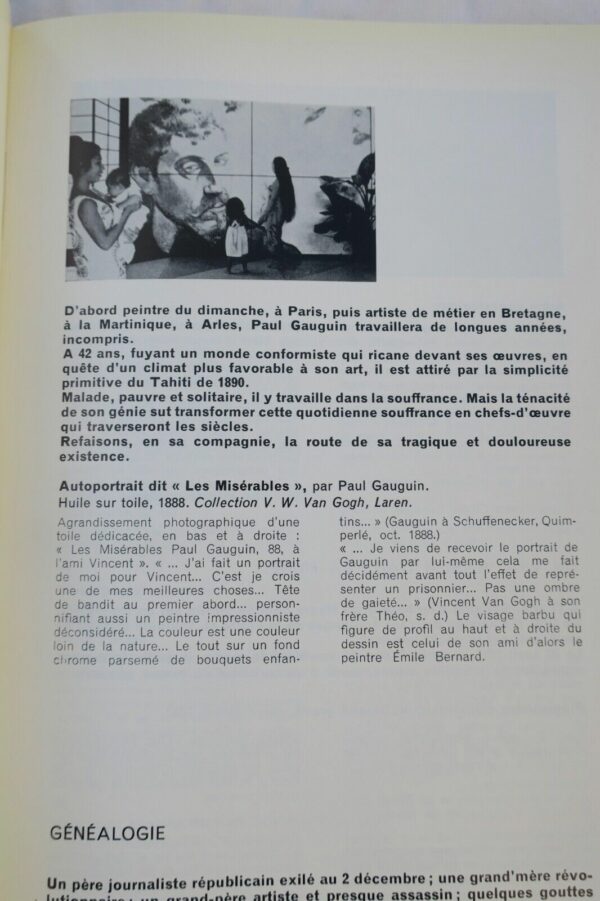 D'abord peintre du dimanche, à Paris, puis artiste de métier en Bretagne,
à la Martinique, à Arles, Paul Gauguin travaillera de longues années,
incompris.
A 42 ans, fuyant un monde conformiste qui ricane devant ses œuvres, en
quête d'un climat plus favorable à son art, il est attiré par la simplicité
primitive du Tahiti de 1890.
Malade, pauvre et solitaire, il y travaille dans la souffrance. Mais la ténacité
de son génie sut transformer cette quotidienne souffrance en chefs-d'œuvre
qui traverseront les siècles.
Refaisons, en sa compagnie, la route de sa tragique et douloureuse
existence.
Autoportrait dit « Les Misérables », par Paul Gauguin.
Huile sur toile, 1888. Collection V. W. Van Gogh, Laren.
Agrandissement photographique d'une
toile dédicacée, en bas et à droite :
« Les Misérables Paul Gauguin, 88, à
l'ami Vincent ». « ... J'ai fait un portrait
de moi pour Vincent... C'est je crois
une de mes meilleures choses... Tête
de bandit au premier abord... person-
nifiant aussi un peintre impressionniste
déconsidéré... La couleur est une couleur
loin de la nature... Le tout sur un fond
chrome parsemé de bouquets enfan-
tins... » (Gauguin à Schuffenecker, Quim-
perlé, oct. 1888.)
« ... Je viens de recevoir le portrait de
Gauguin par lui-même cela me fait
décidément avant tout l'effet de repré-
senter un prisonnier... Pas une ombre
de gaieté... » (Vincent Van Gogh à son
frère Théo, s. d.) Le visage barbu qui
figure de profil au haut et à droite du
dessin est celui de son ami d'alors le
peintre Émile Bernard.
GÉNÉALOGIE
Un père journaliste républicain exilé au 2 décembre ; une grand'mère révo-
lutionnaire ; un grand-père artiste et presque assassin ; quelques gouttes